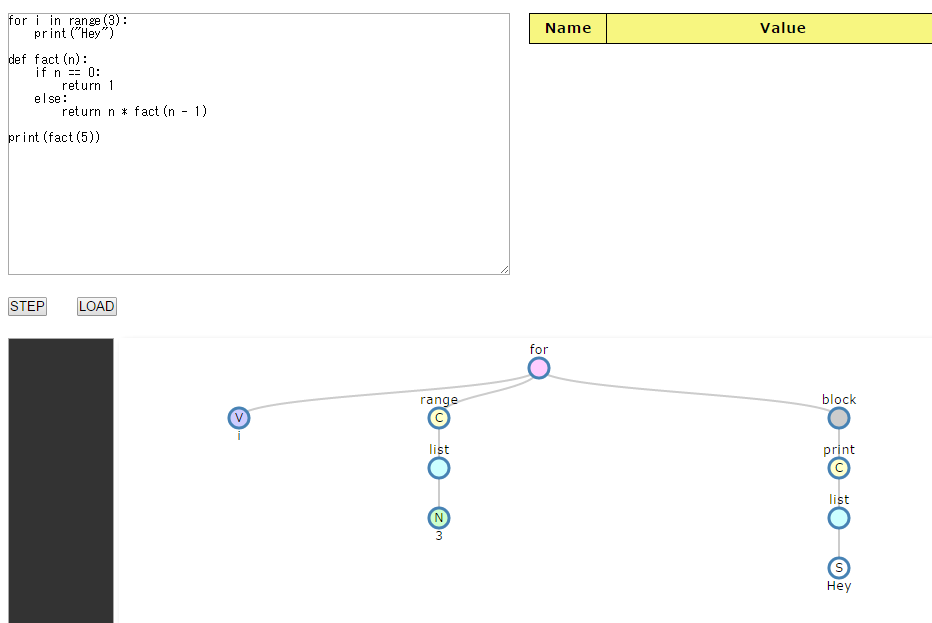 for i in range(3):
    print("Hey")
def fact(n):
    if n == 0:
        return 1
    else:
        return n * fact(n - 1)
print(fact(5))
Name Value
STEP LOAD
for
range
block
V
C
i
list
print
C
list
N
3
S
Hey